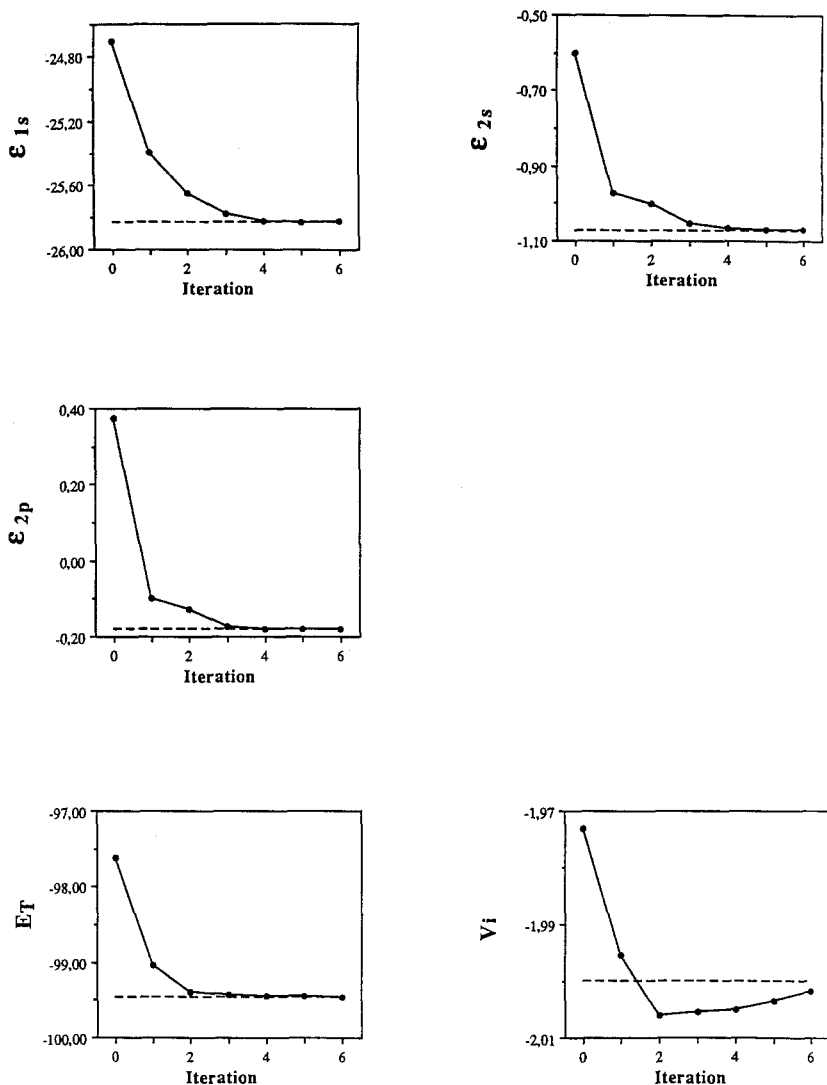 -24,80
-25,20
-25,60
-26,00
ε 1s
0 2 4 6
Iteration
-0,50
-0,70
-0,90
-1,10
ε 2s
0 2 4 6
Iteration
0,40
0,20
0,00
-0,20
ε 2p
0 2 4 6
Iteration
-97,00
-98,00
-99,00
-100,00
ET
0 2 4 6
Iteration
-1,97
-1,99
-2,01
Vi
0 2 4 6
Iteration